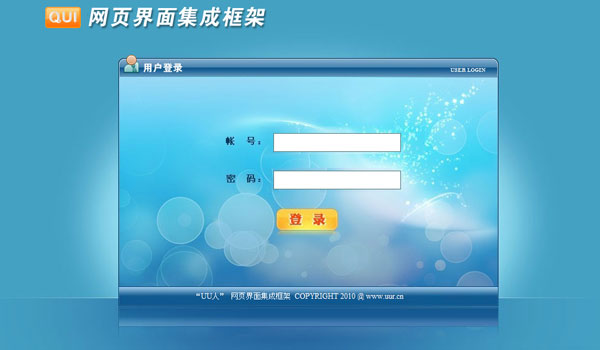 QUI 网页界面集成框架
用户登录 USER LOGIN
帐 号：
密 码：
登 录
“UU人” 网页界面集成框架 COPYRIGHT 2010 @ www.uur.cn